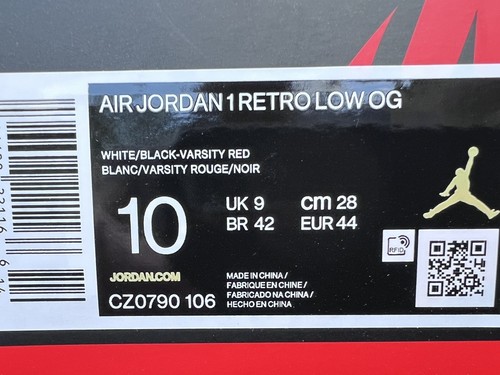 AIR JORDAN 1 RETRO LOW OG
WHITE/BLACK-VARSITY RED
BLANC/VARSITY ROUGE/NOIR
10
UK 9 cm 28
BR 42 EUR 44
RFID
JORDAN.COM
CZ0790 106
MADE IN CHINA /
FABRIQUE EN CHINE /
FABRICADO NA CHINA /
HECHO EN CHINA